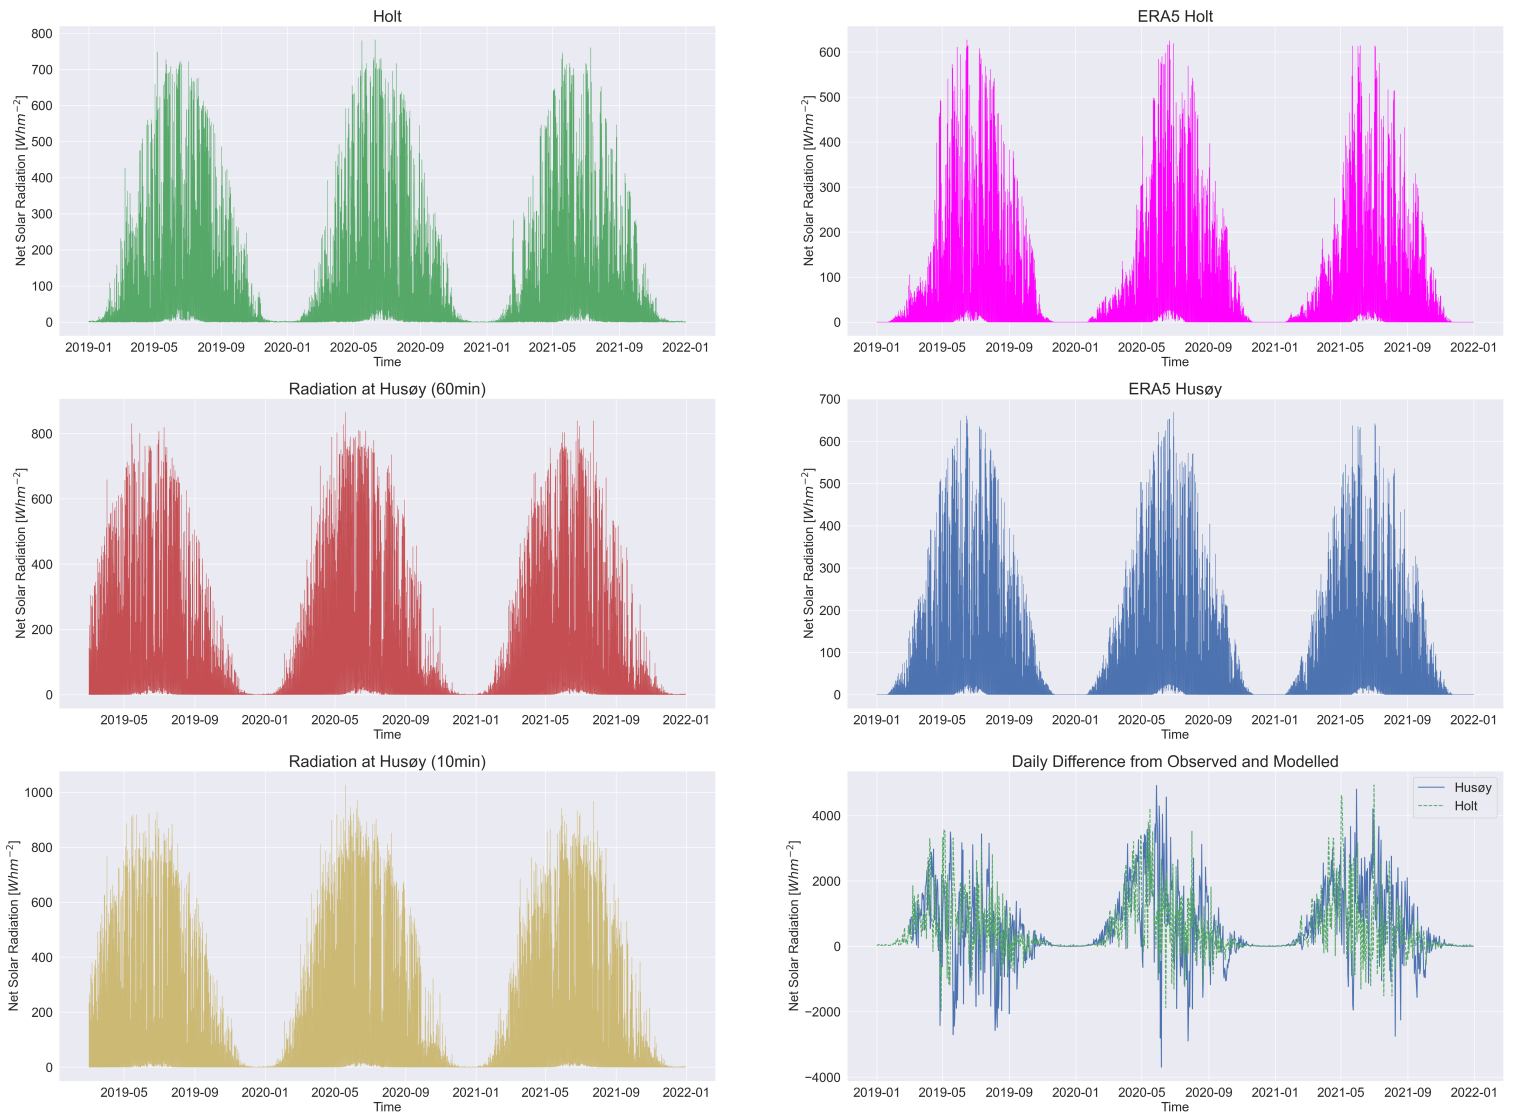 Holt
Net Solar Radiation [Whm⁻²]
800
700
600
500
400
300
200
100
0
2019-01 2019-05 2019-09 2020-01 2020-05 2020-09 2021-01 2021-05 2021-09 2022-01
Time
ERA5 Holt
Net Solar Radiation [Whm⁻²]
600
500
400
300
200
100
0
2019-01 2019-05 2019-09 2020-01 2020-05 2020-09 2021-01 2021-05 2021-09 2022-01
Time
Radiation at Husøy (60min)
Net Solar Radiation [Whm⁻²]
800
600
400
200
0
2019-05 2019-09 2020-01 2020-05 2020-09 2021-01 2021-05 2021-09 2022-01
Time
ERA5 Husøy
Net Solar Radiation [Whm⁻²]
700
600
500
400
300
200
100
0
2019-01 2019-05 2019-09 2020-01 2020-05 2020-09 2021-01 2021-05 2021-09 2022-01
Time
Radiation at Husøy (10min)
Net Solar Radiation [Whm⁻²]
1000
800
600
400
200
0
2019-05 2019-09 2020-01 2020-05 2020-09 2021-01 2021-05 2021-09 2022-01
Time
Daily Difference from Observed and Modelled
Net Solar Radiation [Whm⁻²]
4000
2000
0
−2000
−4000
Husøy
Holt
2019-01 2019-05 2019-09 2020-01 2020-05 2020-09 2021-01 2021-05 2021-09 2022-01
Time